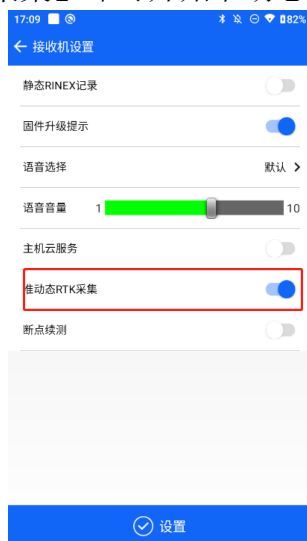 17:09 82%
接收机设置
静态RINEX记录
固件升级提示
语音选择 默认
语音音量 1 10
主机云服务
准动态RTK采集
断点续测
设置